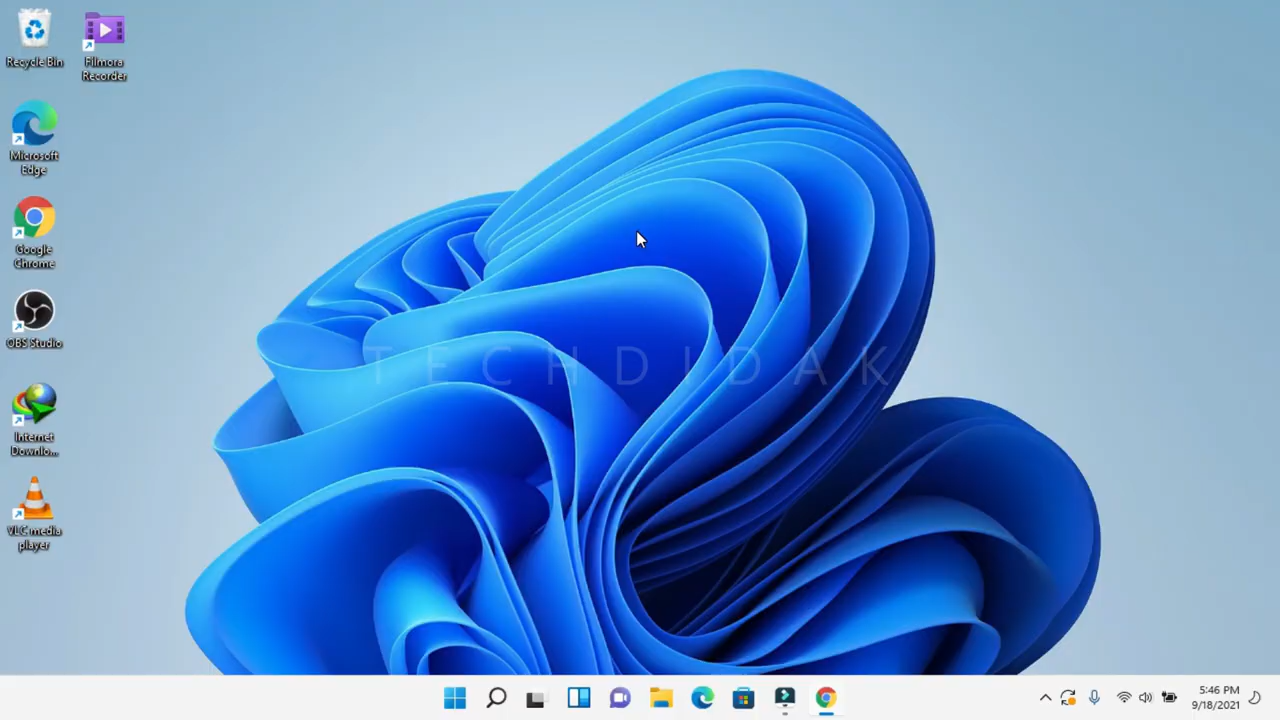 Recycle Bin
Filmora
Recorder
Microsoft
Edge
Google
Chrome
OBS Studio
Internet
Downlo...
VLC media
player
TECHDIDAK
5:46 PM
9/18/2021